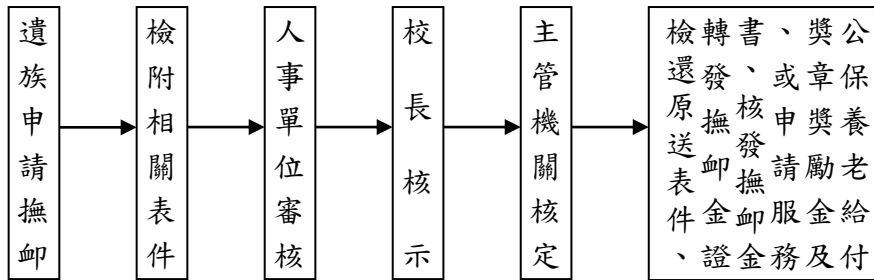 遺族申請撫卹
檢附相關表件
人事單位審核
校長核示
主管機關核定
檢還原送表件、
轉發撫卹金證
書、核發撫卹金
、或申請服務
獎章獎勵金及
公保養老給付